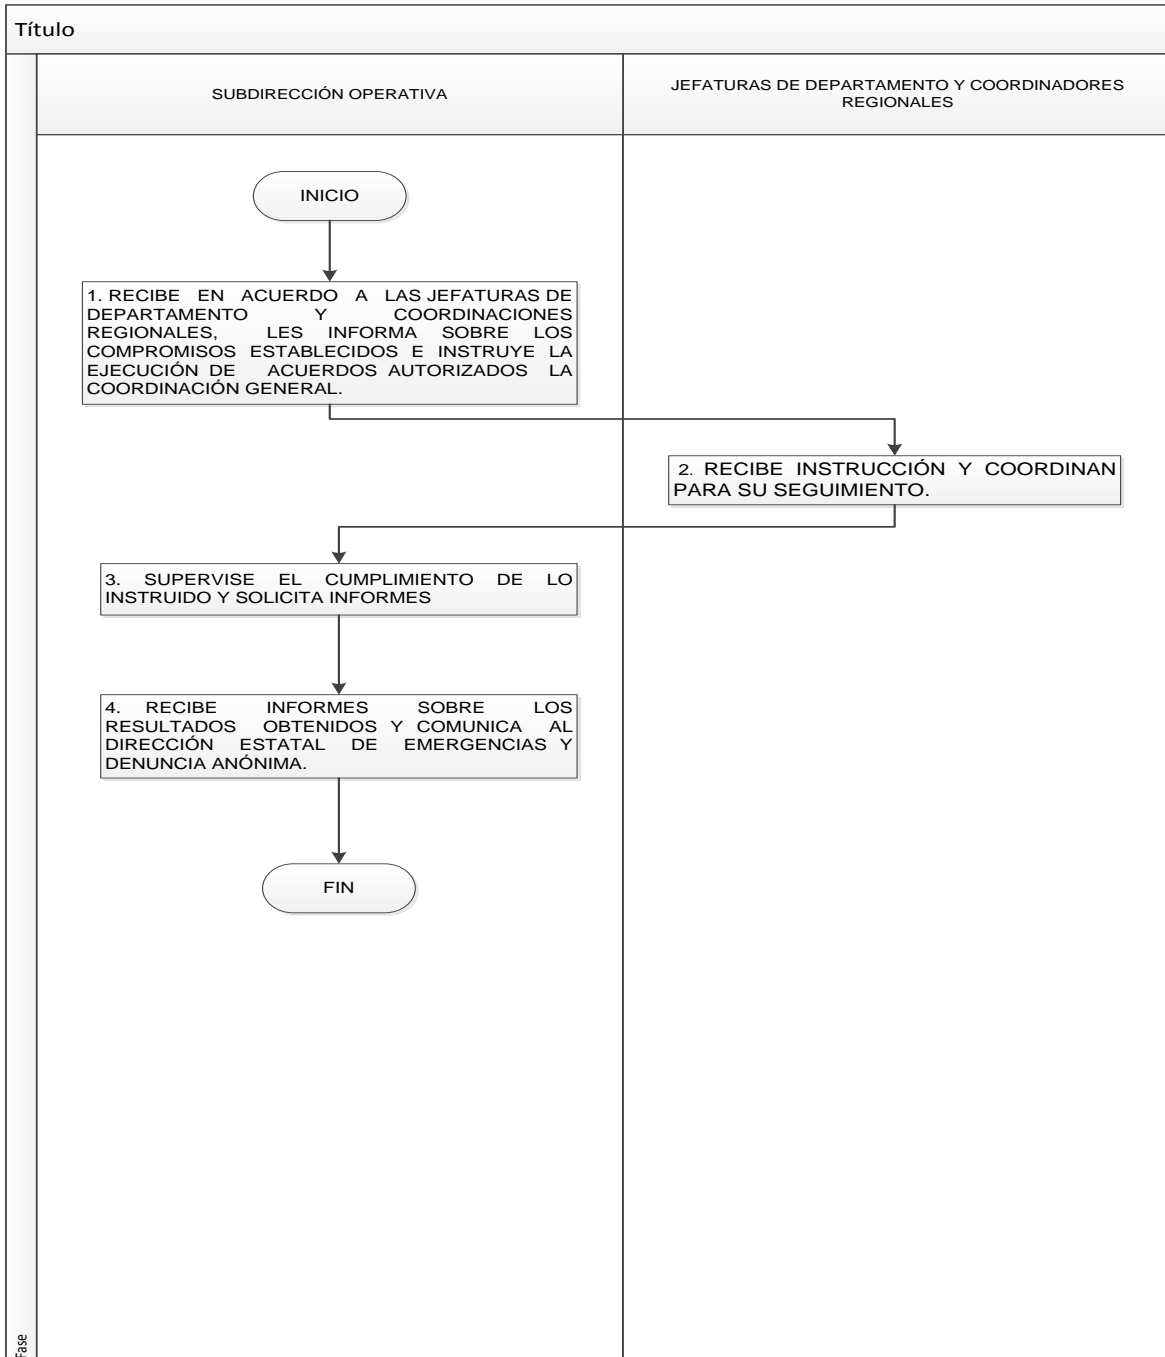 Título
SUBDIRECCIÓN OPERATIVA
JEFATURAS DE DEPARTAMENTO Y COORDINADORES
REGIONALES
INICIO
1. RECIBE EN ACUERDO A LAS JEFATURAS DE
DEPARTAMENTO Y COORDINACIONES
REGIONALES, LES INFORMA SOBRE LOS
COMPROMISOS ESTABLECIDOS E INSTRUYE LA
EJECUCIÓN DE ACUERDOS AUTORIZADOS LA
COORDINACIÓN GENERAL.
2. RECIBE INSTRUCCIÓN Y COORDINAN
PARA SU SEGUIMIENTO.
3. SUPERVISE EL CUMPLIMIENTO DE LO
INSTRUIDO Y SOLICITA INFORMES
4. RECIBE INFORMES SOBRE LOS
RESULTADOS OBTENIDOS Y COMUNICA AL
DIRECCIÓN ESTATAL DE EMERGENCIAS Y
DENUNCIA ANÓNIMA.
FIN
Fase